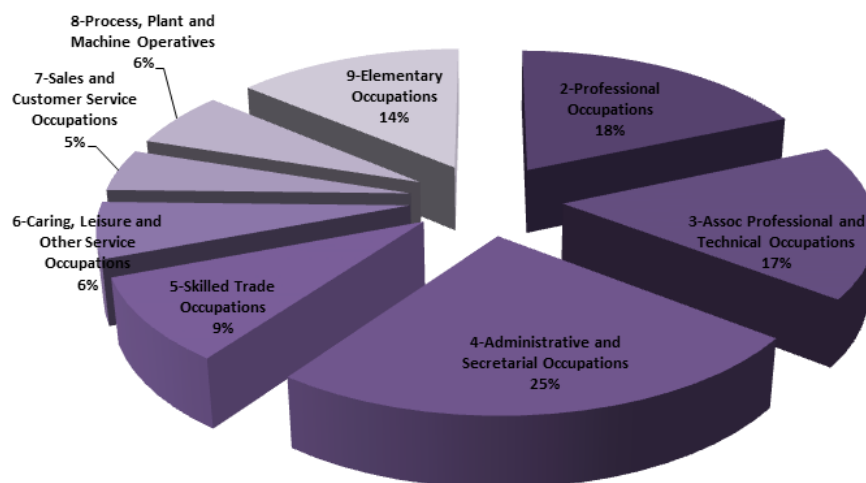 8-Process, Plant and
Machine Operatives
6%
7-Sales and
Customer Service
Occupations
5%
6-Caring, Leisure and
Other Service
Occupations
6%
5-Skilled Trade
Occupations
9%
9-Elementary
Occupations
14%
2-Professional
Occupations
18%
3-Assoc Professional and
Technical Occupations
17%
4-Administrative and
Secretarial Occupations
25%